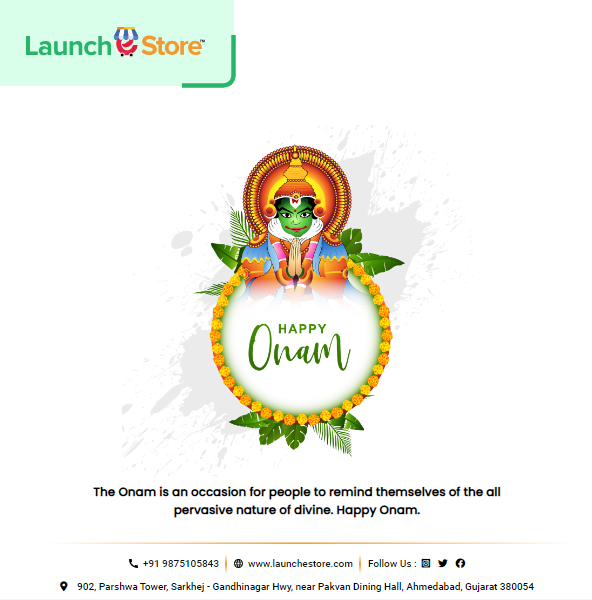 Launch e Store™
HAPPY
Onam
The Onam is an occasion for people to remind themselves of the all
pervasive nature of divine. Happy Onam.
+91 9875105843 www.launchestore.com Follow Us :
902, Parshwa Tower, Sarkhej - Gandhinagar Hwy, near Pakvan Dining Hall, Ahmedabad, Gujarat 380054